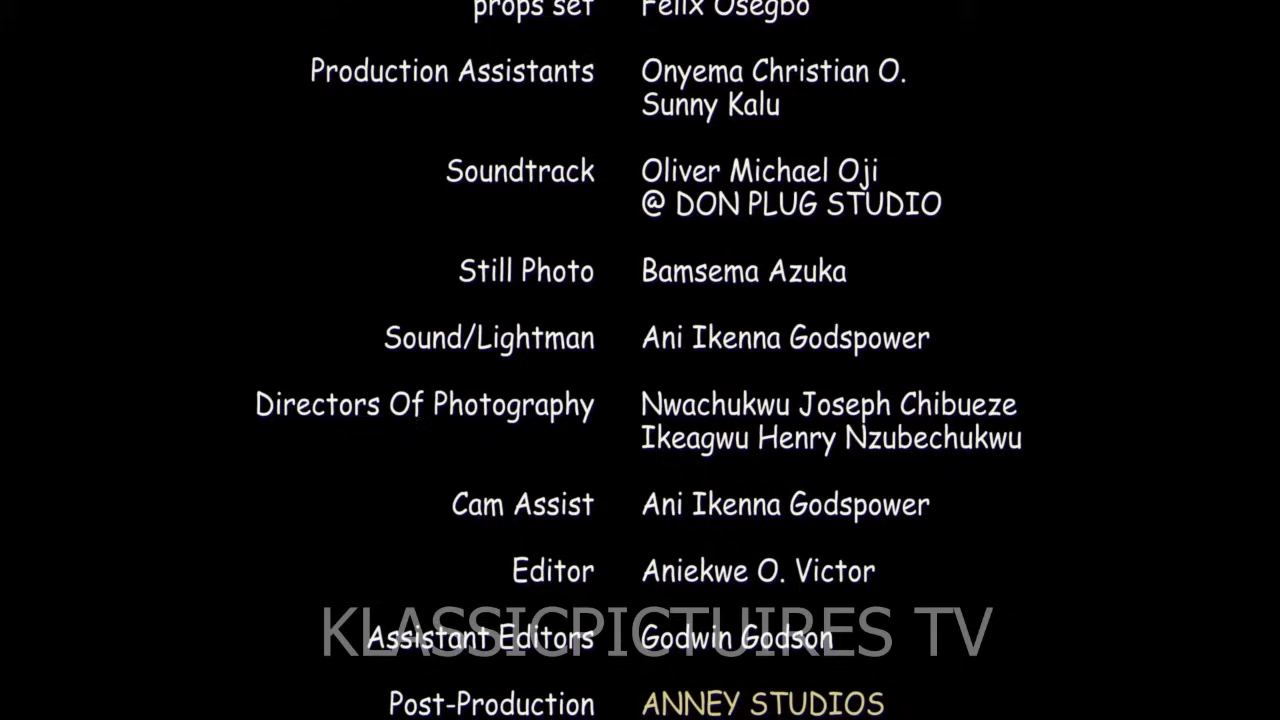 props set Felix Osegbo
Production Assistants Onyema Christian O.
Sunny Kalu
Soundtrack Oliver Michael Oji
@ DON PLUG STUDIO
Still Photo Bamsema Azuka
Sound/Lightman Ani Ikenna Godspower
Directors Of Photography Nwachukwu Joseph Chibueze
Ikeagwu Henry Nzubechukwu
Cam Assist Ani Ikenna Godspower
Editor Aniekwe O. Victor
Assistant Editors Godwin Godson
KLASSICPICTUIRES TV
Post-Production ANNEY STUDIOS